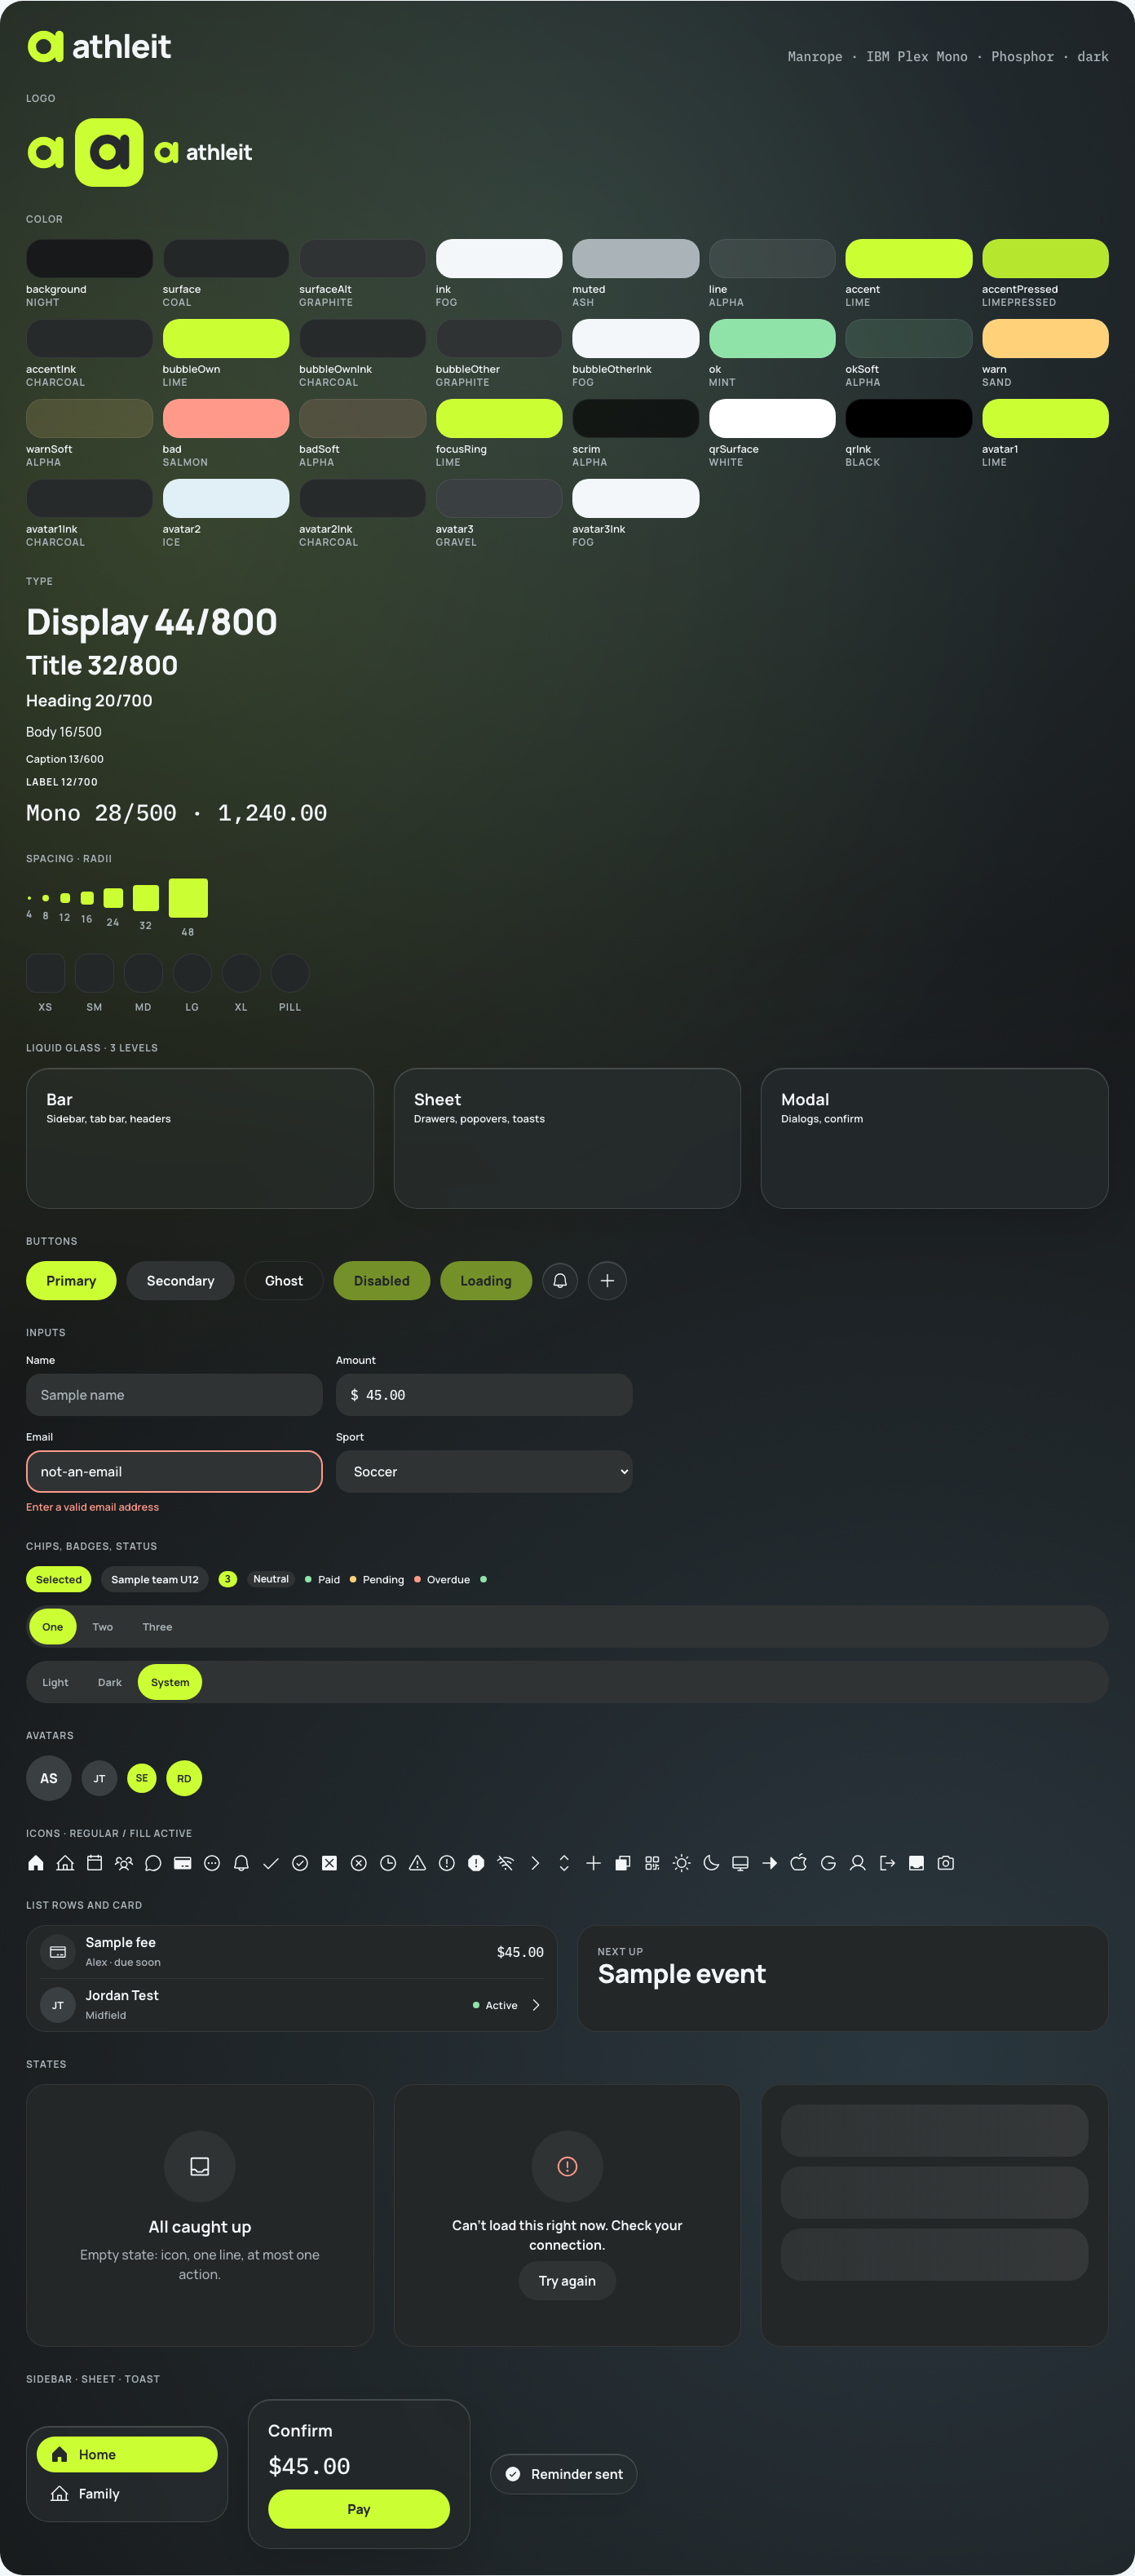 athleit
Manrope · IBM Plex Mono · Phosphor · dark
LOGO
athleit
COLOR
background surface surfaceAlt ink muted line accent accentPressed
NIGHT COAL GRAPHITE FOG ASH ALPHA LIME LIMEPRESSED
accentInk bubbleOwn bubbleOwnInk bubbleOther bubbleOtherInk ok okSoft warn
CHARCOAL LIME CHARCOAL GRAPHITE FOG MINT ALPHA SAND
warnSoft bad badSoft focusRing scrim qrSurface qrInk avatar1
ALPHA SALMON ALPHA LIME ALPHA WHITE BLACK LIME
avatar1Ink avatar2 avatar2Ink avatar3 avatar3Ink
CHARCOAL ICE CHARCOAL GRAVEL FOG
TYPE
Display 44/800
Title 32/800
Heading 20/700
Body 16/500
Caption 13/600
LABEL 12/700
Mono 28/500 · 1,240.00
SPACING · RADII
4 8 12 16 24 32 48
XS SM MD LG XL PILL
LIQUID GLASS · 3 LEVELS
Bar Sheet Modal
Sidebar, tab bar, headers Drawers, popovers, toasts Dialogs, confirm
BUTTONS
Primary Secondary Ghost Disabled Loading
INPUTS
Name Amount
Sample name $ 45.00
Email Sport
not-an-email Soccer
Enter a valid email address
CHIPS, BADGES, STATUS
Selected Sample team U12 3 Neutral Paid Pending Overdue
One Two Three
Light Dark System
AVATARS
AS JT SE RD
ICONS · REGULAR / FILL ACTIVE
LIST ROWS AND CARD
Sample fee
Alex · due soon
$45.00
JT
Jordan Test
Midfield
Active
NEXT UP
Sample event
STATES
All caught up
Empty state: icon, one line, at most one
action.
Can't load this right now. Check your
connection.
Try again
SIDEBAR · SHEET · TOAST
Home
Family
Confirm
$45.00
Pay
Reminder sent